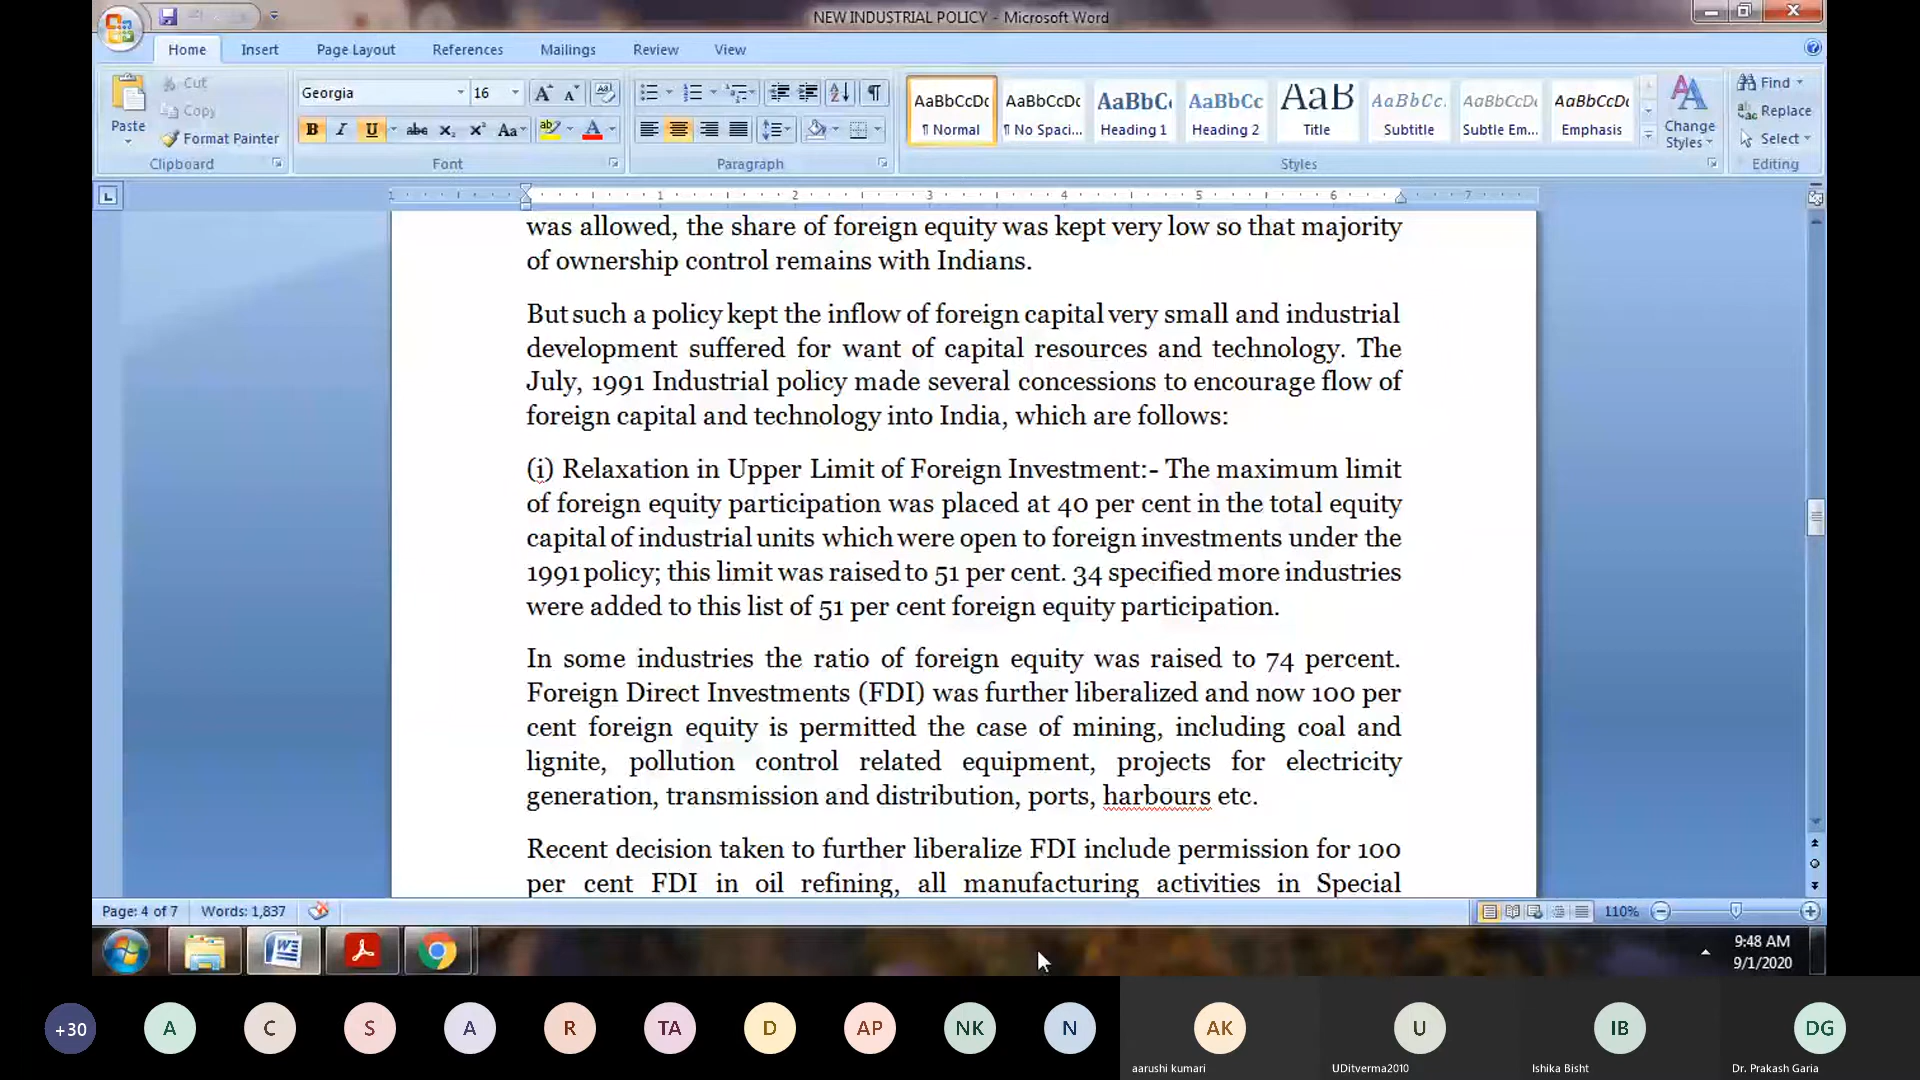 NEW INDUSTRIAL POLICY - Microsoft Word
Home Insert Page Layout References Mailings Review View
Paste
Cut
Copy
Format Painter
Clipboard
Georgia 16
Font
Paragraph
AaBbCcDc AaBbCcDc AaBbC AaBbCc AaB AaBbCc. AaBbCcDc AaBbCcDc
¶ Normal ¶ No Spaci... Heading 1 Heading 2 Title Subtitle Subtle Em... Emphasis
Change
Styles
Styles
Find
Replace
Select
Editing
1 1 2 3 4 5 6 7
was allowed, the share of foreign equity was kept very low so that majority
of ownership control remains with Indians.
But such a policy kept the inflow of foreign capital very small and industrial
development suffered for want of capital resources and technology. The
July, 1991 Industrial policy made several concessions to encourage flow of
foreign capital and technology into India, which are follows:
(i) Relaxation in Upper Limit of Foreign Investment:- The maximum limit
of foreign equity participation was placed at 40 per cent in the total equity
capital of industrial units which were open to foreign investments under the
1991 policy; this limit was raised to 51 per cent. 34 specified more industries
were added to this list of 51 per cent foreign equity participation.
In some industries the ratio of foreign equity was raised to 74 percent.
Foreign Direct Investments (FDI) was further liberalized and now 100 per
cent foreign equity is permitted the case of mining, including coal and
lignite, pollution control related equipment, projects for electricity
generation, transmission and distribution, ports, harbours etc.
Recent decision taken to further liberalize FDI include permission for 100
per cent FDI in oil refining, all manufacturing activities in Special
Page: 4 of 7 Words: 1,837 110%
9:48 AM
9/1/2020
+30 A C S A R TA D AP NK N AK U IB DG
aarushi kumari UDitverma2010 Ishika Bisht Dr. Prakash Garia